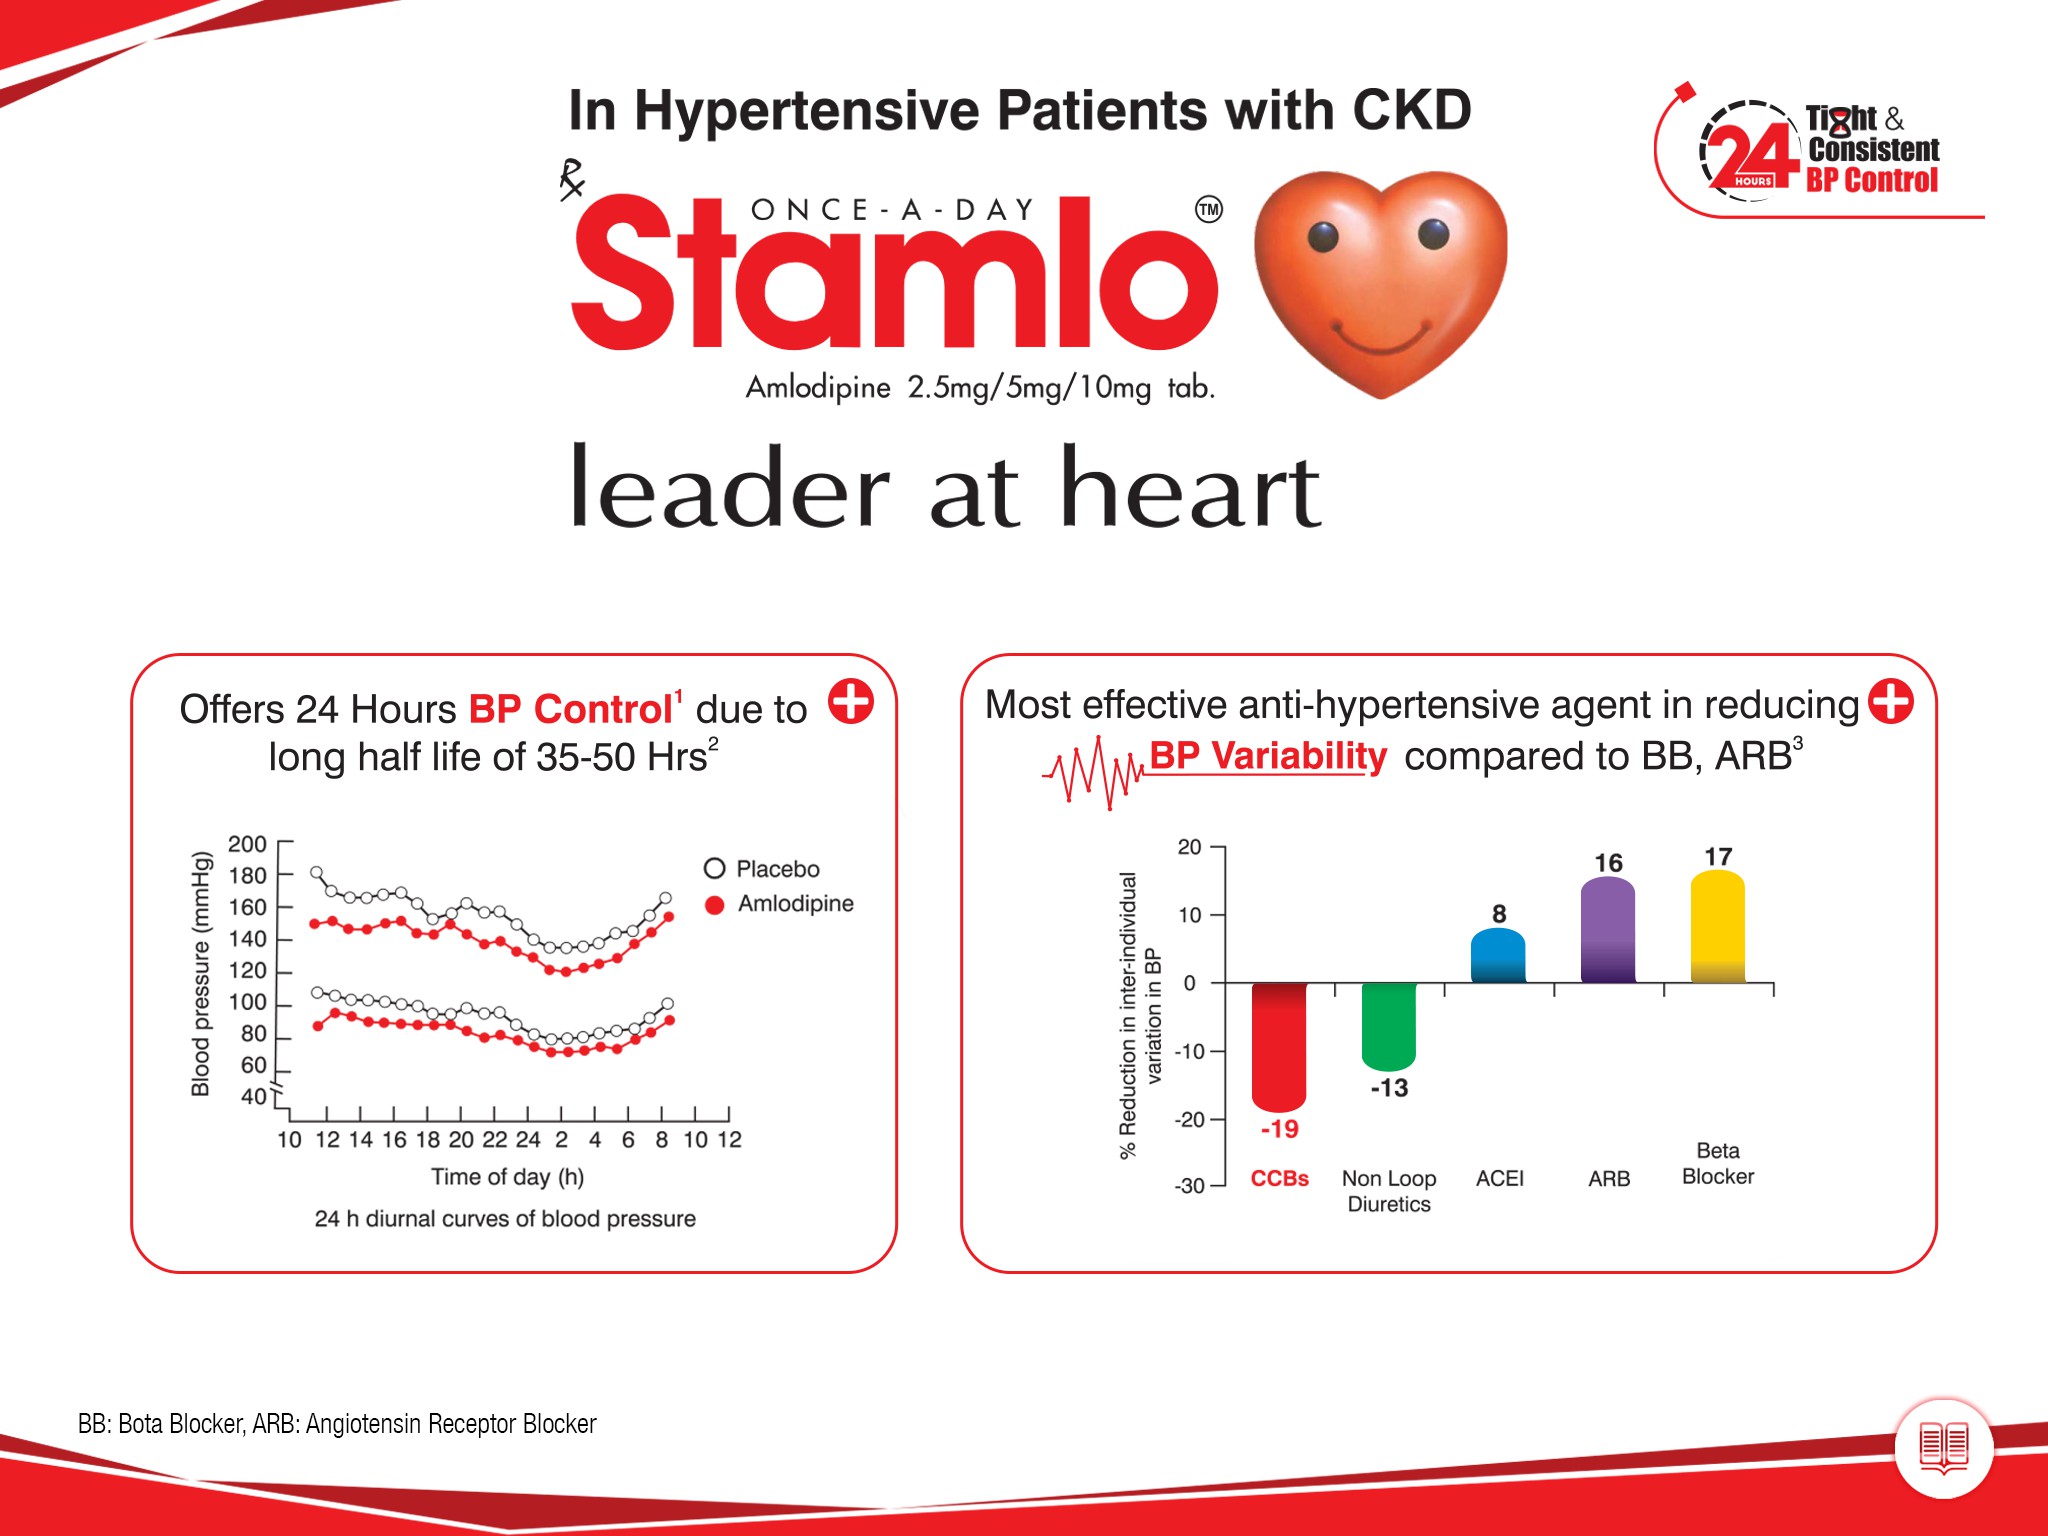 In Hypertensive Patients with CKD
24 HOURS Tight & Consistent BP Control
Rx
ONCE-A-DAY
Stamlo TM
Amlodipine 2.5mg/5mg/10mg tab.
leader at heart
Offers 24 Hours BP Control1 due to
long half life of 35-50 Hrs2
Blood pressure (mmHg)
200
180
160
140
120
100
80
60
40
Placebo
Amlodipine
10 12 14 16 18 20 22 24 2 4 6 8 10 12
Time of day (h)
24 h diurnal curves of blood pressure
Most effective anti-hypertensive agent in reducing
BP Variability compared to BB, ARB3
% Reduction in inter-individual
variation in BP
20
10
0
-10
-20
-30
-19
-13
8
16
17
CCBs
Non Loop
Diuretics
ACEI
ARB
Beta
Blocker
BB: Bota Blocker, ARB: Angiotensin Receptor Blocker